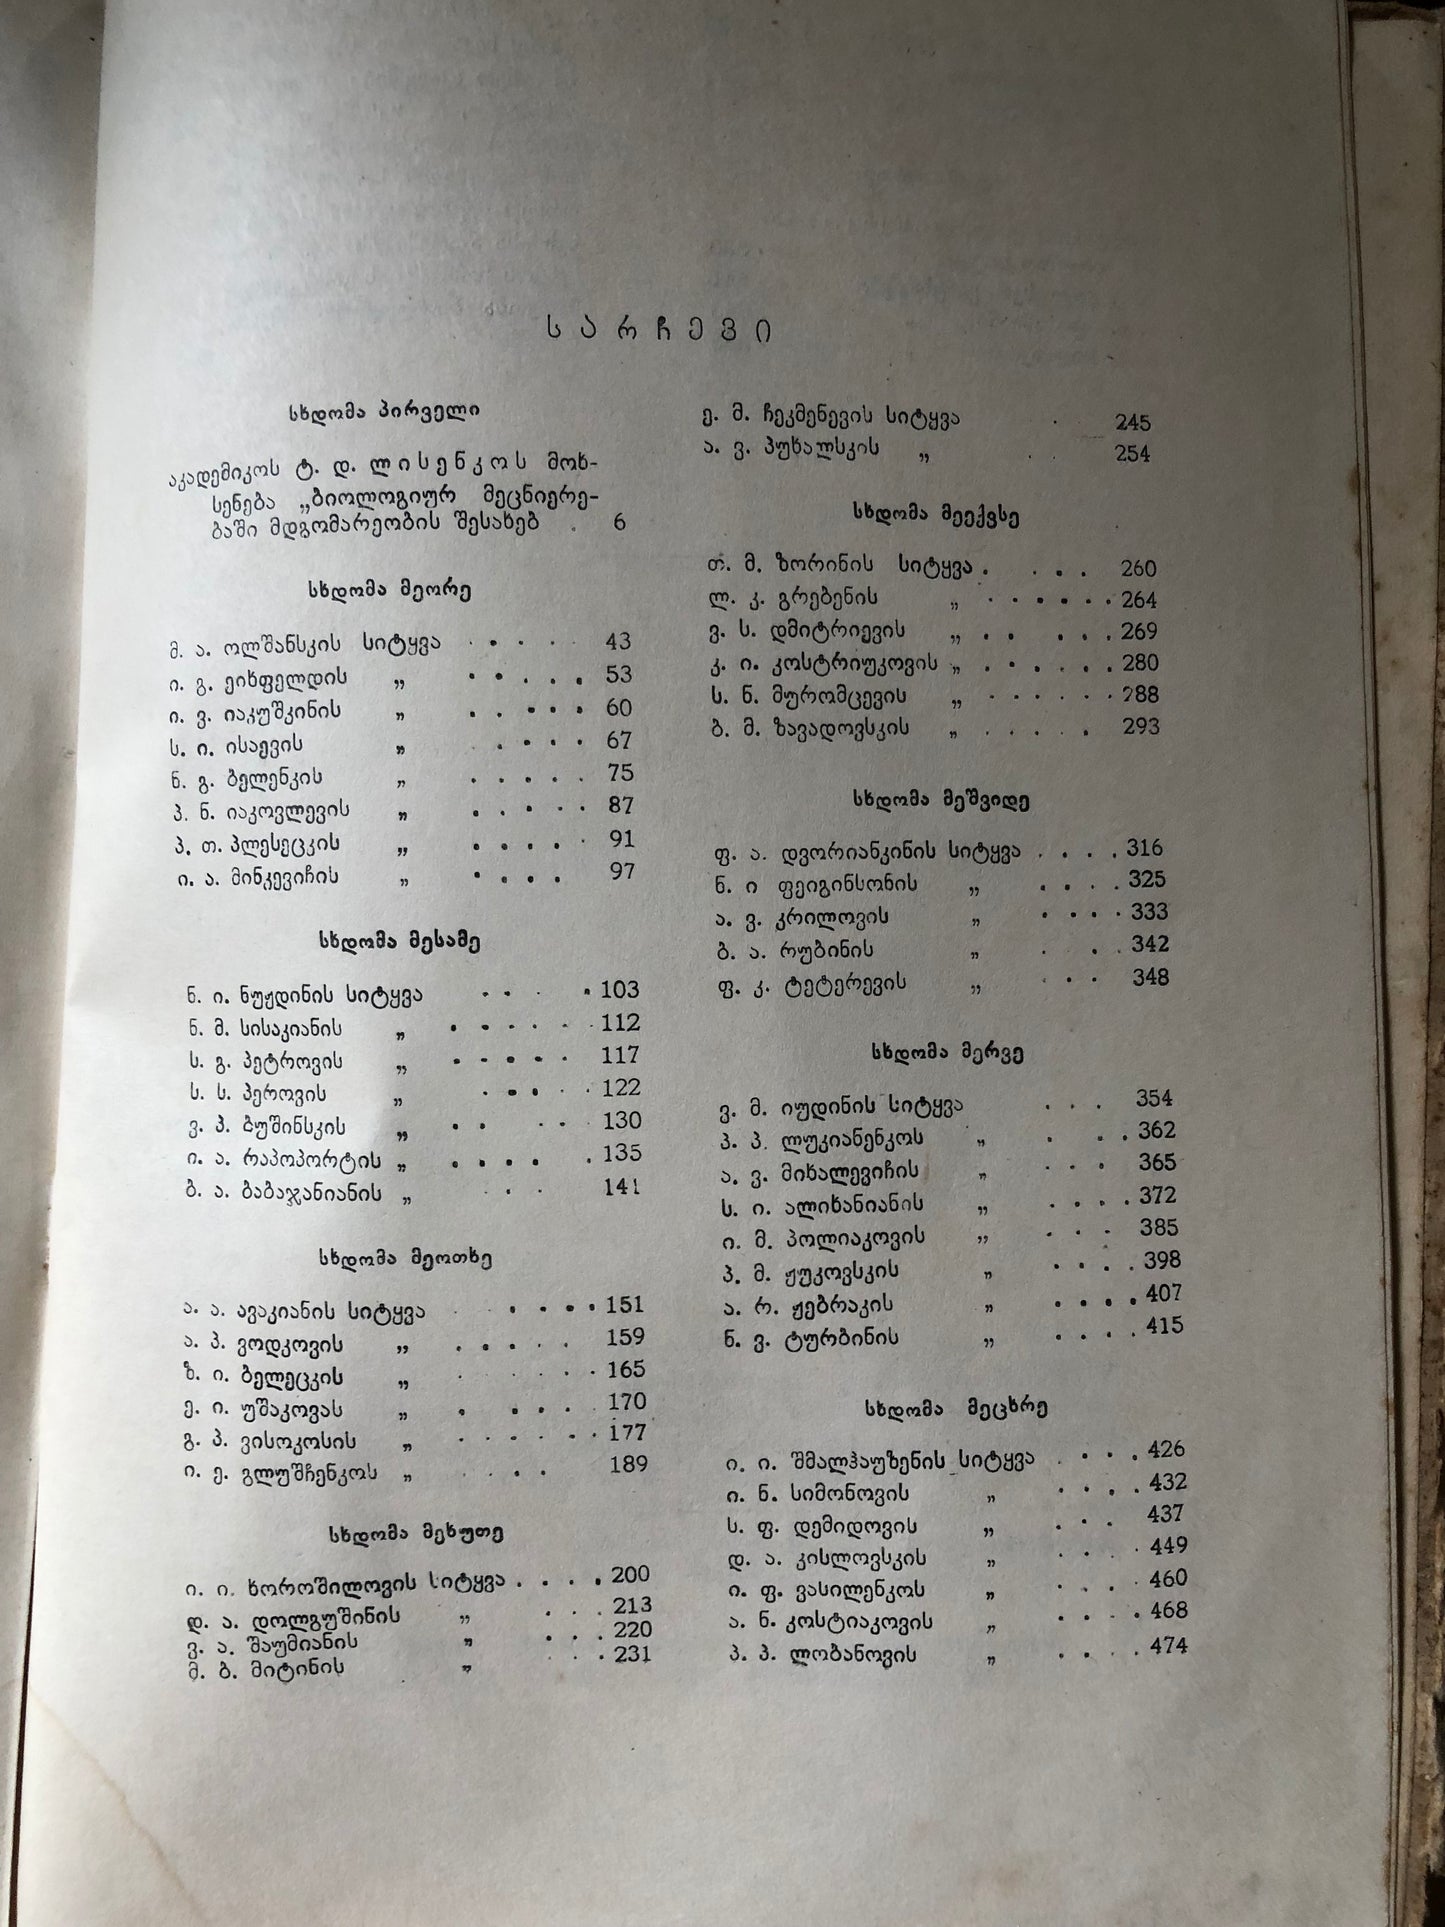 სარჩევი
სხდომა პირველი
აკადემიკოს ტ. დ. ლისენკოს მოხ-
სენება „ბიოლოგიურ მეცნიერე-
ბაში მდგომარეობის შესახებ . 6
სხდომა მეორე
მ. ა. ოლშანსკის სიტყვა . . . . . 43
ი. გ. ეიხფელდის „ . . . . . 53
ი. ვ. იაკუშკინის „ . . . . . 60
ს. ი. ისაევის „ . . . . 67
ნ. გ. ბელენკის „ . . . . . 75
პ. ნ. იაკოვლევის „ . . . . . 87
პ. თ. პლესეცკის „ . . . . . 91
ი. ა. მინკევიჩის „ . . . . 97
სხდომა მესამე
ნ. ი. ნუჟდინის სიტყვა . . . . 103
ნ. მ. სისაკიანის „ . . . . . . 112
ს. გ. პეტროვის „ . . . . . 117
ს. ს. პეროვის „ . . . . . 122
ვ. პ. ბუშინსკის „ . . . . 130
ი. ა. რაპოპორტის „ . . . . . 135
ბ. ა. ბაბაჯანიანის „ . . . 141
სხდომა მეოთხე
ა. ა. ავაკიანის სიტყვა . . . . . 151
ა. პ. ვოდკოვის „ . . . . . 159
ზ. ი. ბელეცკის „ . . . . . 165
ე. ი. უშაკოვას „ . . . . 170
გ. პ. ვისოკოსის „ . . . . . . 177
ი. ე. გლუშჩენკოს „ . . . . 189
სხდომა მეხუთე
ი. ი. ხოროშილოვის სიტყვა . . . . 200
დ. ა. დოლგუშინის „ . . . 213
ვ. ა. შაუმიანის „ . . . 220
მ. ბ. მიტინის „ . . . 231
ე. მ. ჩეკმენევის სიტყვა . 245
ა. ვ. პუხალსკის „ . . 254
სხდომა მეექვსე
თ. მ. ზორინის სიტყვა . . . . 260
ლ. კ. გრებენის „ . . . . . . 264
ვ. ს. დმიტრიევის „ . . . . . 269
კ. ი. კოსტრიუკოვის „ . . . . . . 280
ს. ნ. მურომცევის „ . . . . . . 288
ბ. მ. ზავადოვსკის „ . . . . . 293
სხდომა მეშვიდე
ფ. ა. დვორიანკინის სიტყვა . . . . 316
ნ. ი ფეიგინსონის „ . . . . 325
ა. ვ. კრილოვის „ . . . . 333
ბ. ა. რუბინის „ . . . 342
ფ. კ. ტეტერევის „ . . . 348
სხდომა მერვე
ვ. მ. იუდინის სიტყვა . . . 354
პ. პ. ლუკიანენკოს „ . . . 362
ა. ვ. მიხალევიჩის „ . . . 365
ს. ი. ალიხანიანის „ . . . . 372
ი. მ. პოლიაკოვის „ . . . 385
პ. მ. ჟუკოვსკის „ . . . . 398
ა. რ. ჟებრაკის „ . . . . 407
ნ. ვ. ტურბინის „ . . . . 415
სხდომა მეცხრე
ი. ი. შმალჰაუზენის სიტყვა . . . . 426
ი. ნ. სიმონოვის „ . . . . 432
ს. ფ. დემიდოვის „ . . . 437
დ. ა. კისლოვსკის „ . . . . 449
ი. ფ. ვასილენკოს „ . . . . 460
ა. ნ. კოსტიაკოვის „ . . . . 468
პ. პ. ლობანოვის „ . . . . 474